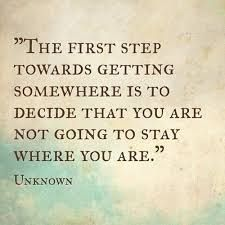 "The first step
towards getting
somewhere is to
decide that you are
not going to stay
where you are."
Unknown